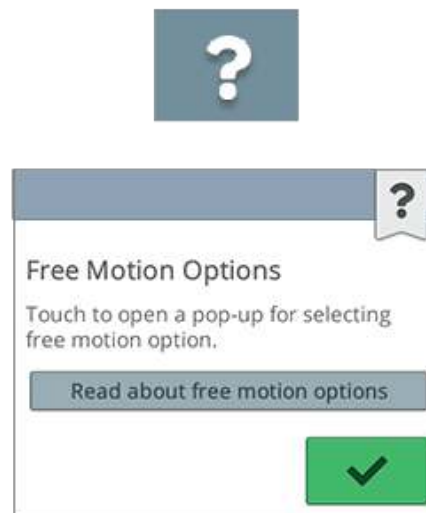 ?
?
Free Motion Options
Touch to open a pop-up for selecting
free motion option.
Read about free motion options